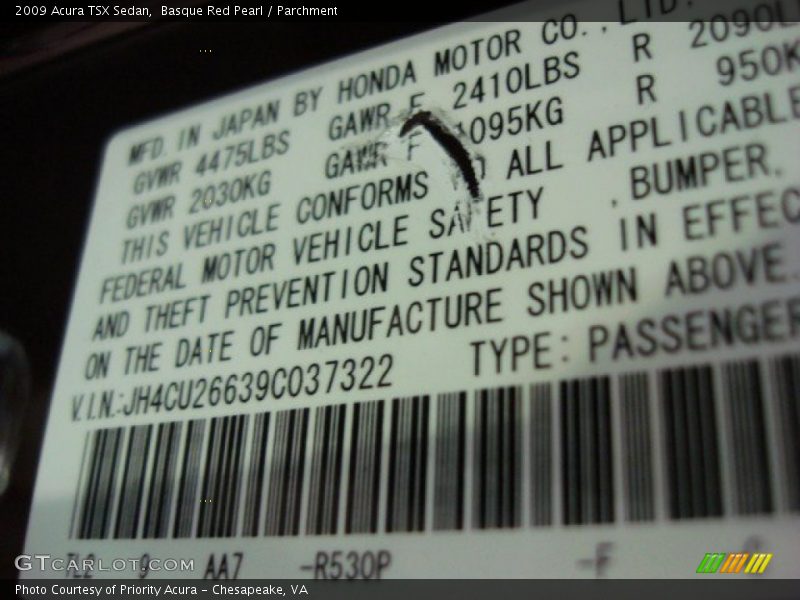 2009 Acura TSX Sedan, Basque Red Pearl / Parchment
MFD. IN JAPAN BY HONDA MOTOR CO., LTD.
GVWR 4475LBS GAWR F 2410LBS R 2090L
GVWR 2030KG GAWR F 1095KG R 950K
THIS VEHICLE CONFORMS TO ALL APPLICABLE
FEDERAL MOTOR VEHICLE SAFETY , BUMPER,
AND THEFT PREVENTION STANDARDS IN EFFEC
ON THE DATE OF MANUFACTURE SHOWN ABOVE.
V.I.N.:JH4CU26639C037322 TYPE: PASSENGER
TL2 9 AA7 -R530P -F
GTCARLOT.COM
Photo Courtesy of Priority Acura - Chesapeake, VA